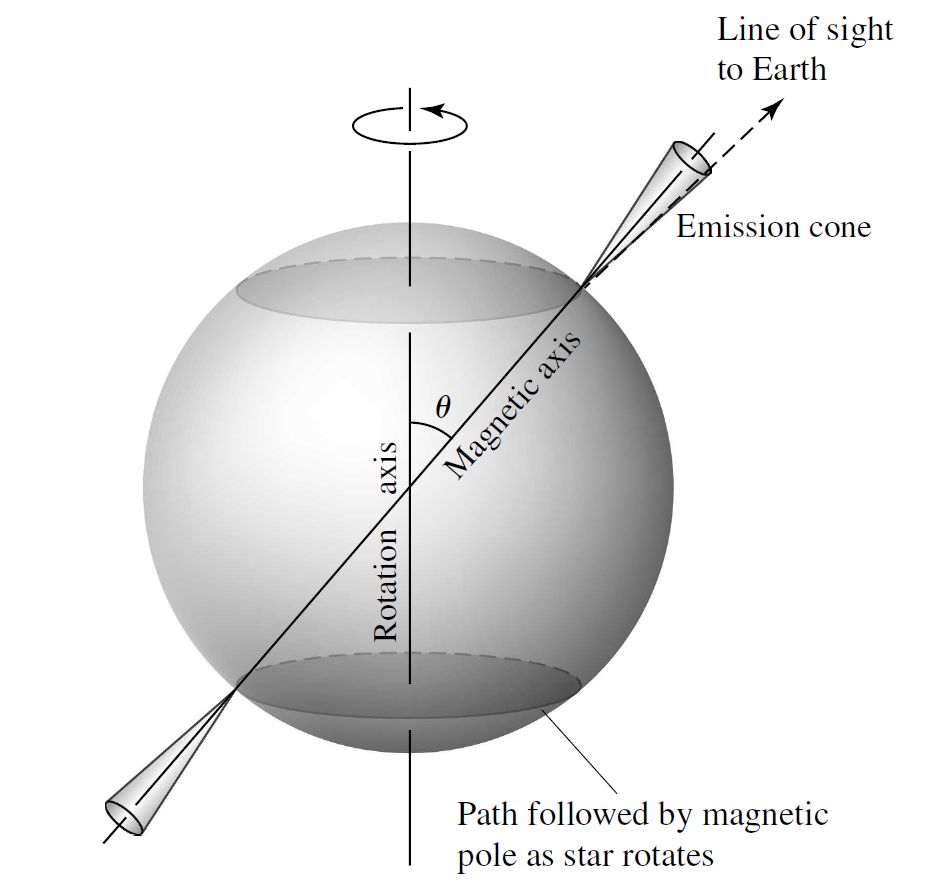 Line of sight
to Earth
Emission cone
θ
Magnetic axis
Rotation axis
Path followed by magnetic
pole as star rotates